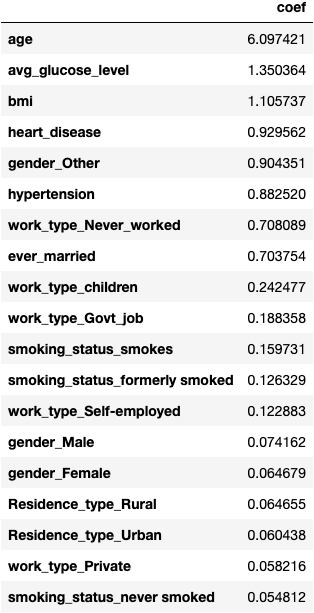 coef
age 6.097421
avg_glucose_level 1.350364
bmi 1.105737
heart_disease 0.929562
gender_Other 0.904351
hypertension 0.882520
work_type_Never_worked 0.708089
ever_married 0.703754
work_type_children 0.242477
work_type_Govt_job 0.188358
smoking_status_smokes 0.159731
smoking_status_formerly smoked 0.126329
work_type_Self-employed 0.122883
gender_Male 0.074162
gender_Female 0.064679
Residence_type_Rural 0.064655
Residence_type_Urban 0.060438
work_type_Private 0.058216
smoking_status_never smoked 0.054812